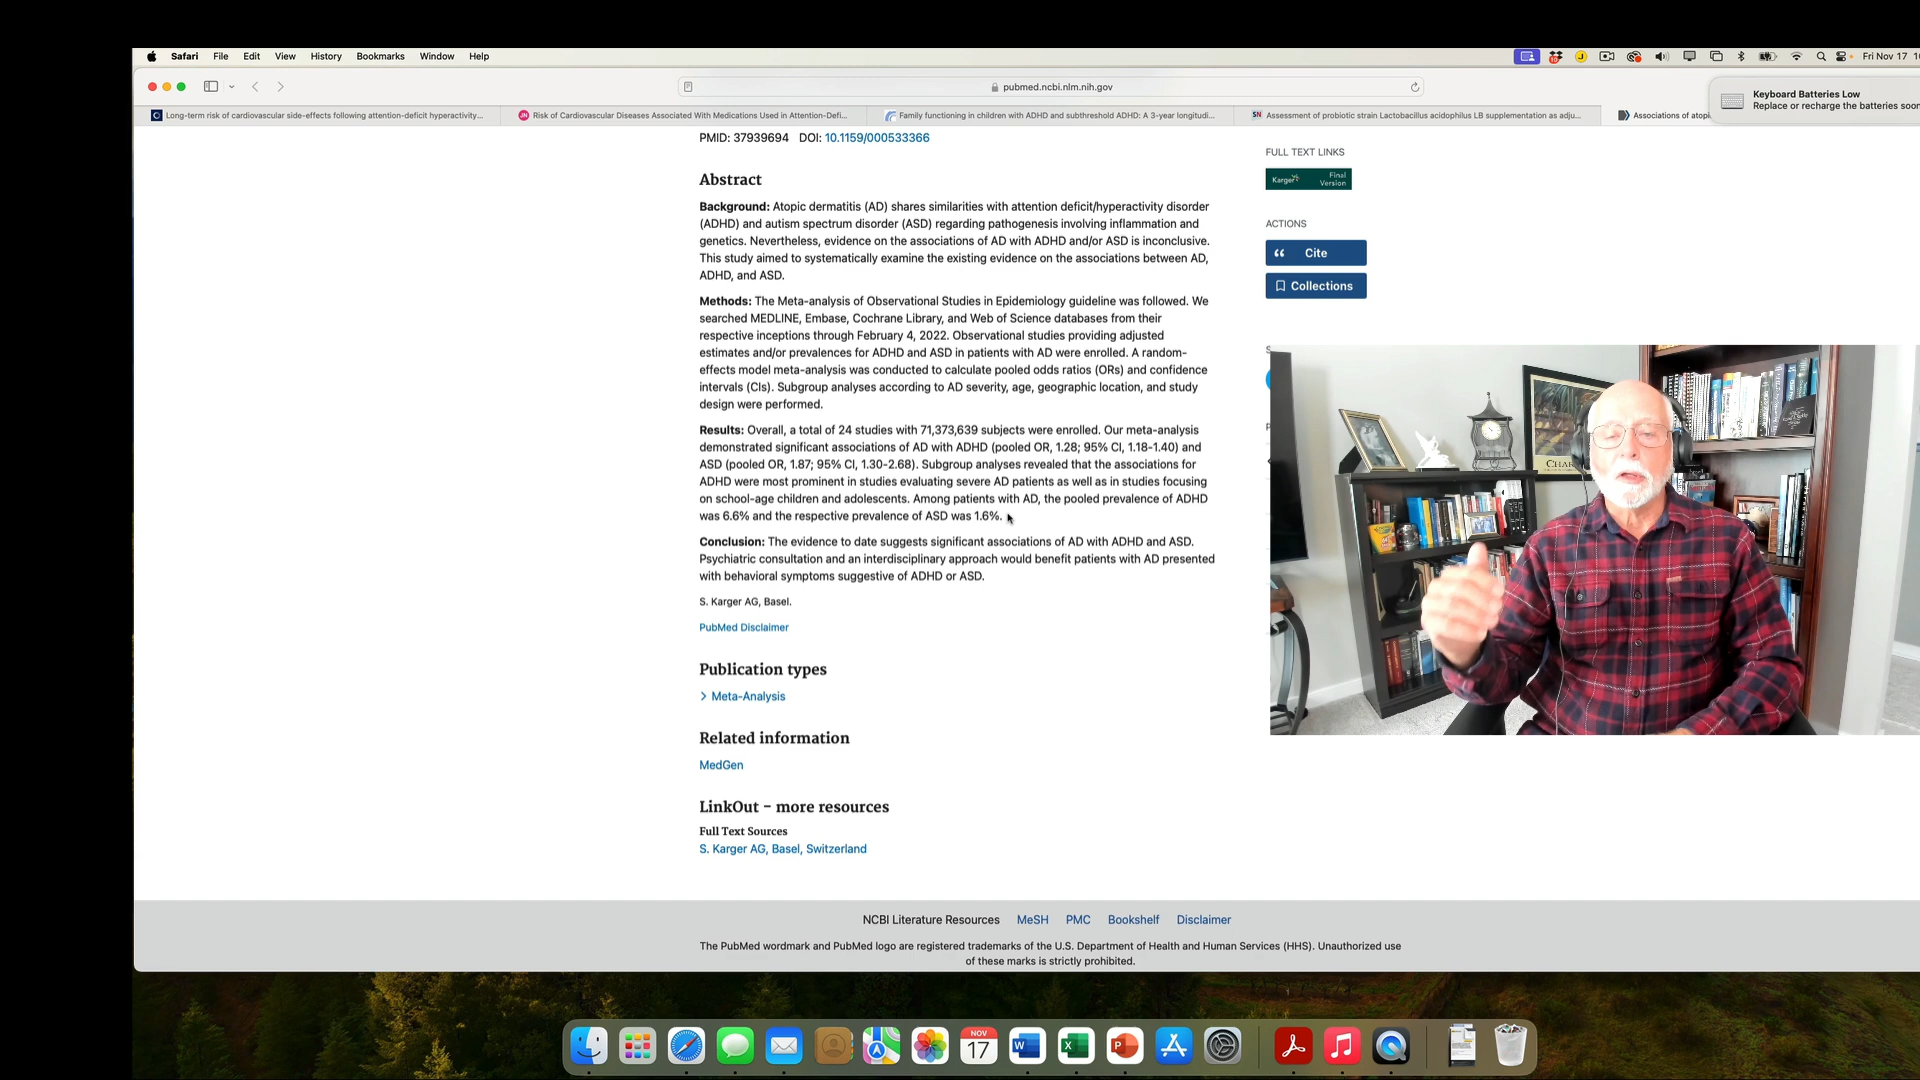 Safari File Edit View History Bookmarks Window Help
Fri Nov 17
pubmed.ncbi.nlm.nih.gov
Keyboard Batteries Low
Replace or recharge the batteries soon
Long-term risk of cardiovascular side-effects following attention-deficit hyperactivity...
Risk of Cardiovascular Diseases Associated With Medications Used in Attention-Defi...
Family functioning in children with ADHD and subthreshold ADHD: A 3-year longitudi...
Assessment of probiotic strain Lactobacillus acidophilus LB supplementation as adju...
Associations of atopi
PMID: 37939694 DOI: 10.1159/000533366
Abstract
Background: Atopic dermatitis (AD) shares similarities with attention deficit/hyperactivity disorder
(ADHD) and autism spectrum disorder (ASD) regarding pathogenesis involving inflammation and
genetics. Nevertheless, evidence on the associations of AD with ADHD and/or ASD is inconclusive.
This study aimed to systematically examine the existing evidence on the associations between AD,
ADHD, and ASD.
Methods: The Meta-analysis of Observational Studies in Epidemiology guideline was followed. We
searched MEDLINE, Embase, Cochrane Library, and Web of Science databases from their
respective inceptions through February 4, 2022. Observational studies providing adjusted
estimates and/or prevalences for ADHD and ASD in patients with AD were enrolled. A random-
effects model meta-analysis was conducted to calculate pooled odds ratios (ORs) and confidence
intervals (CIs). Subgroup analyses according to AD severity, age, geographic location, and study
design were performed.
Results: Overall, a total of 24 studies with 71,373,639 subjects were enrolled. Our meta-analysis
demonstrated significant associations of AD with ADHD (pooled OR, 1.28; 95% CI, 1.18-1.40) and
ASD (pooled OR, 1.87; 95% CI, 1.30-2.68). Subgroup analyses revealed that the associations for
ADHD were most prominent in studies evaluating severe AD patients as well as in studies focusing
on school-age children and adolescents. Among patients with AD, the pooled prevalence of ADHD
was 6.6% and the respective prevalence of ASD was 1.6%.
Conclusion: The evidence to date suggests significant associations of AD with ADHD and ASD.
Psychiatric consultation and an interdisciplinary approach would benefit patients with AD presented
with behavioral symptoms suggestive of ADHD or ASD.
S. Karger AG, Basel.
PubMed Disclaimer
Publication types
Meta-Analysis
Related information
MedGen
LinkOut – more resources
Full Text Sources
S. Karger AG, Basel, Switzerland
FULL TEXT LINKS
Karger Final
Version
ACTIONS
Cite
Collections
NCBI Literature Resources MeSH PMC Bookshelf Disclaimer
The PubMed wordmark and PubMed logo are registered trademarks of the U.S. Department of Health and Human Services (HHS). Unauthorized use
of these marks is strictly prohibited.
NOV
17